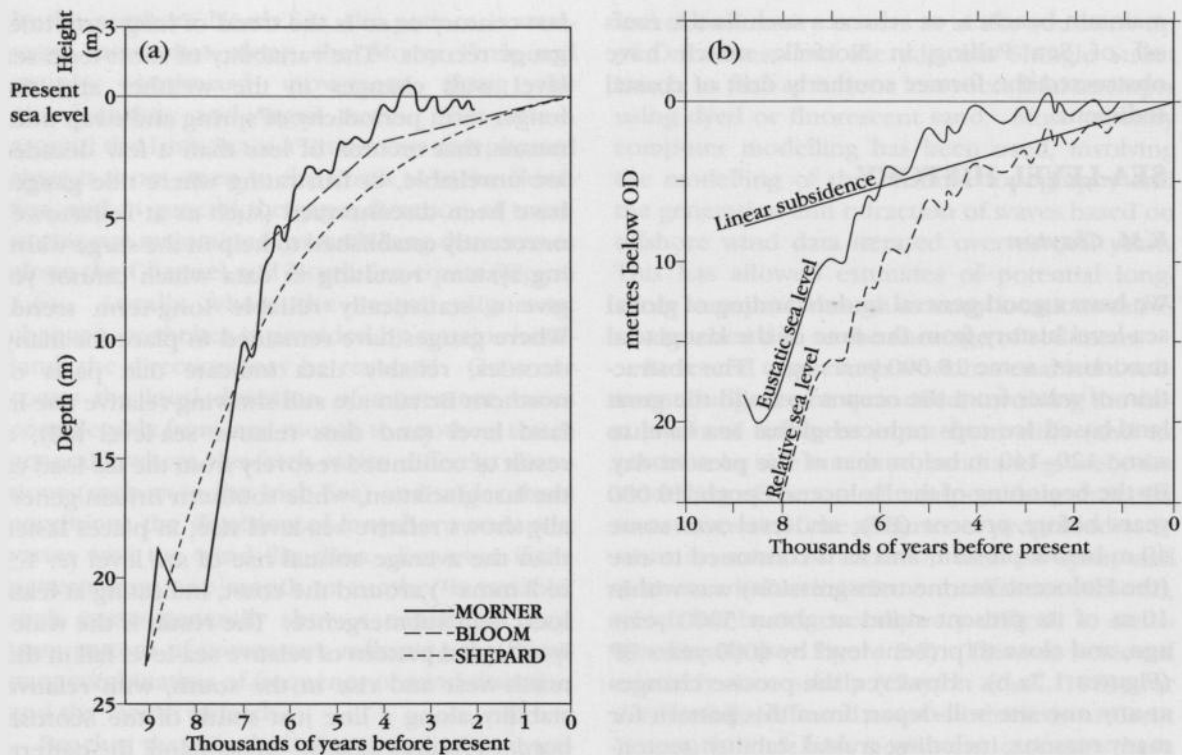 Height
(m)
3
(a)
Present
sea level
0
5
10
15
20
25
Depth (m)
MORNER
BLOOM
SHEPARD
9 8 7 6 5 4 3 2 1 0
Thousands of years before present
(b)
0
10
20
metres below OD
Linear subsidence
Eustatic sea level
Relative sea level
10 8 6 4 2 0
Thousands of years before present